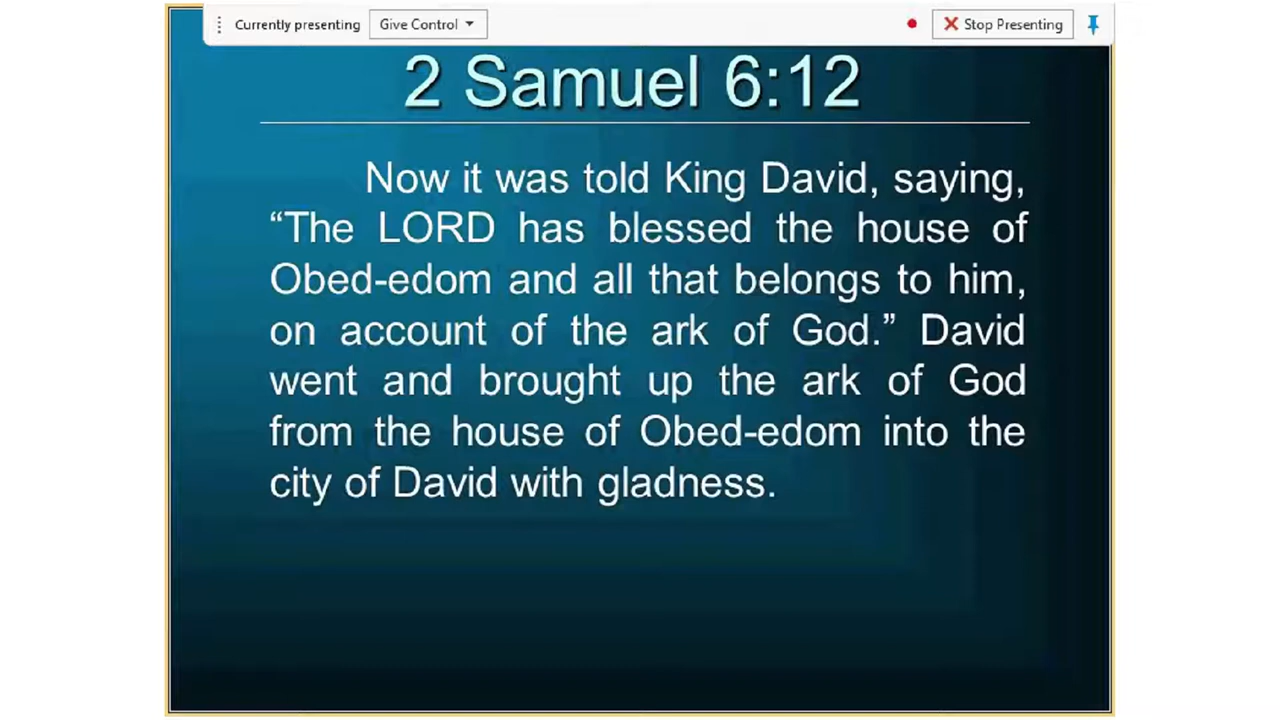 Currently presenting Give Control Stop Presenting
2 Samuel 6:12
Now it was told King David, saying,
“The LORD has blessed the house of
Obed-edom and all that belongs to him,
on account of the ark of God.” David
went and brought up the ark of God
from the house of Obed-edom into the
city of David with gladness.